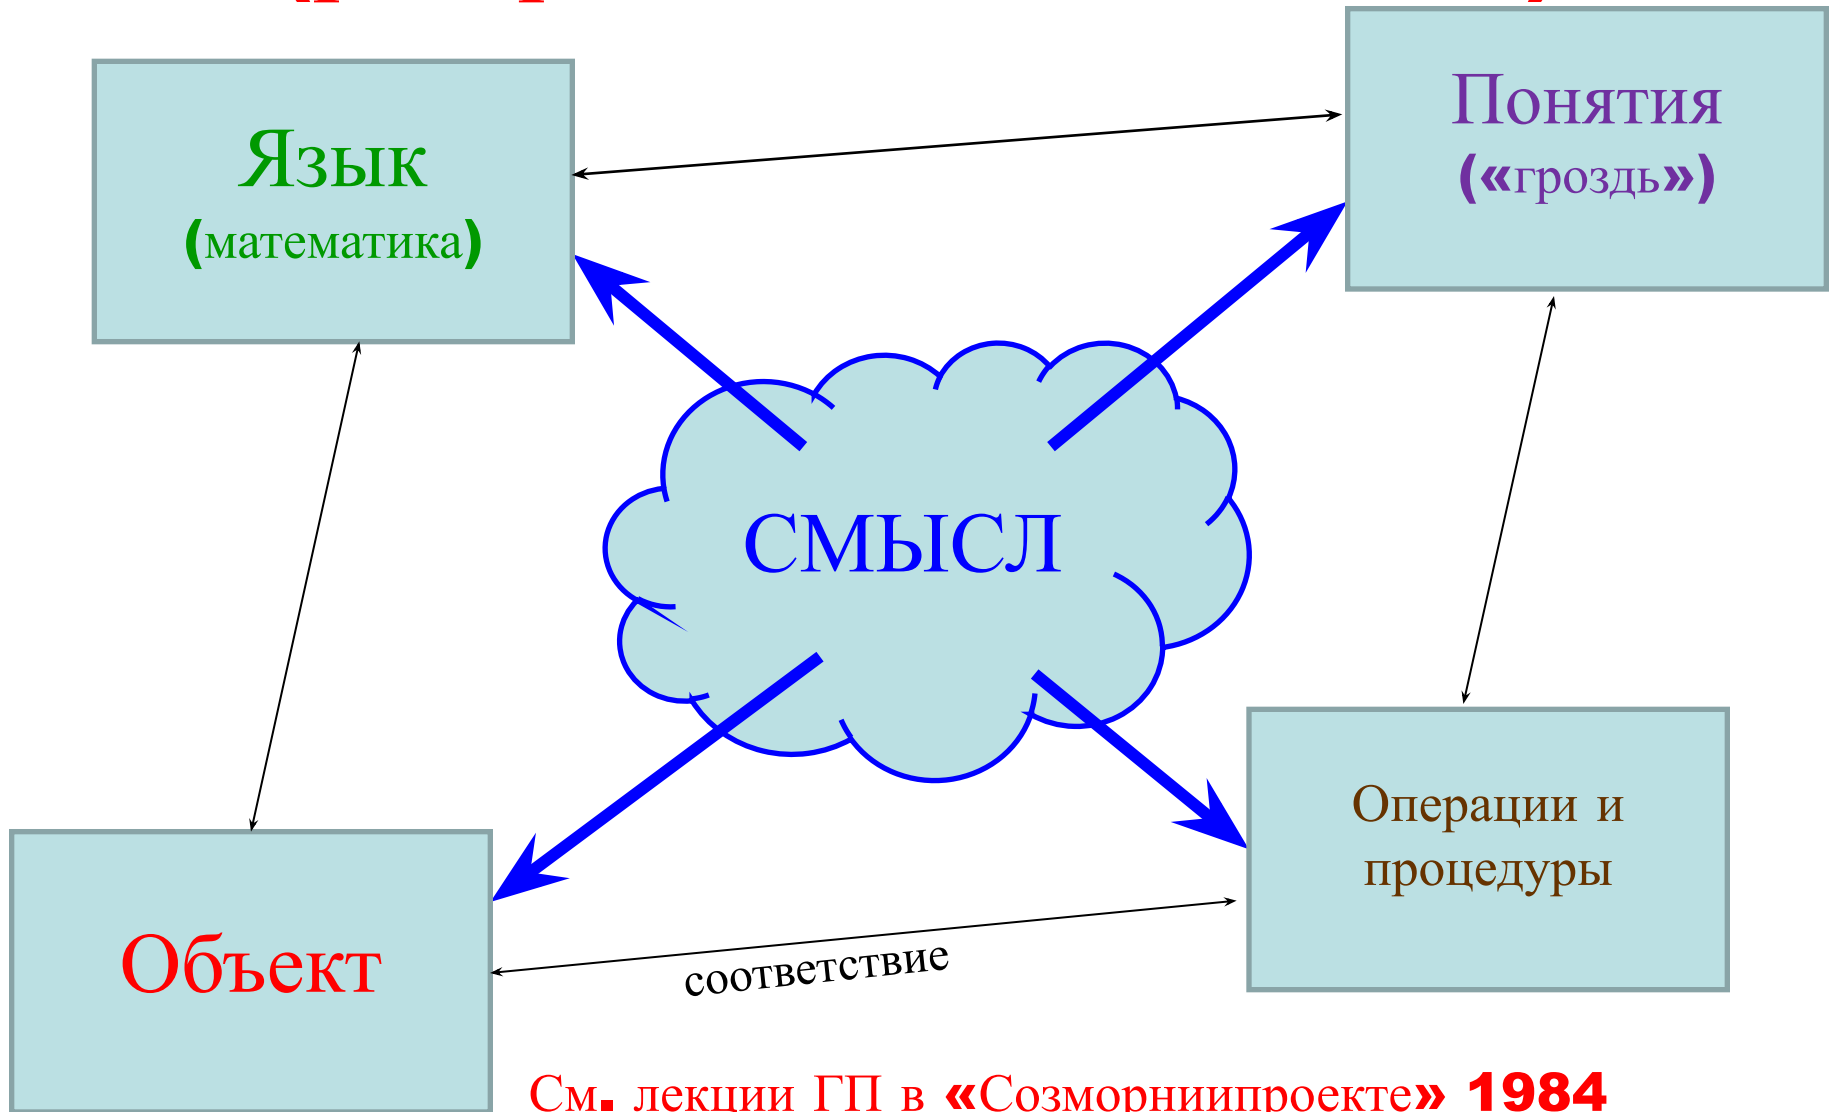 Язык
(математика)
Понятия
(«гроздь»)
СМЫСЛ
Операции и
процедуры
Объект
соответствие
См. лекции ГП в «Созморниипроекте» 1984